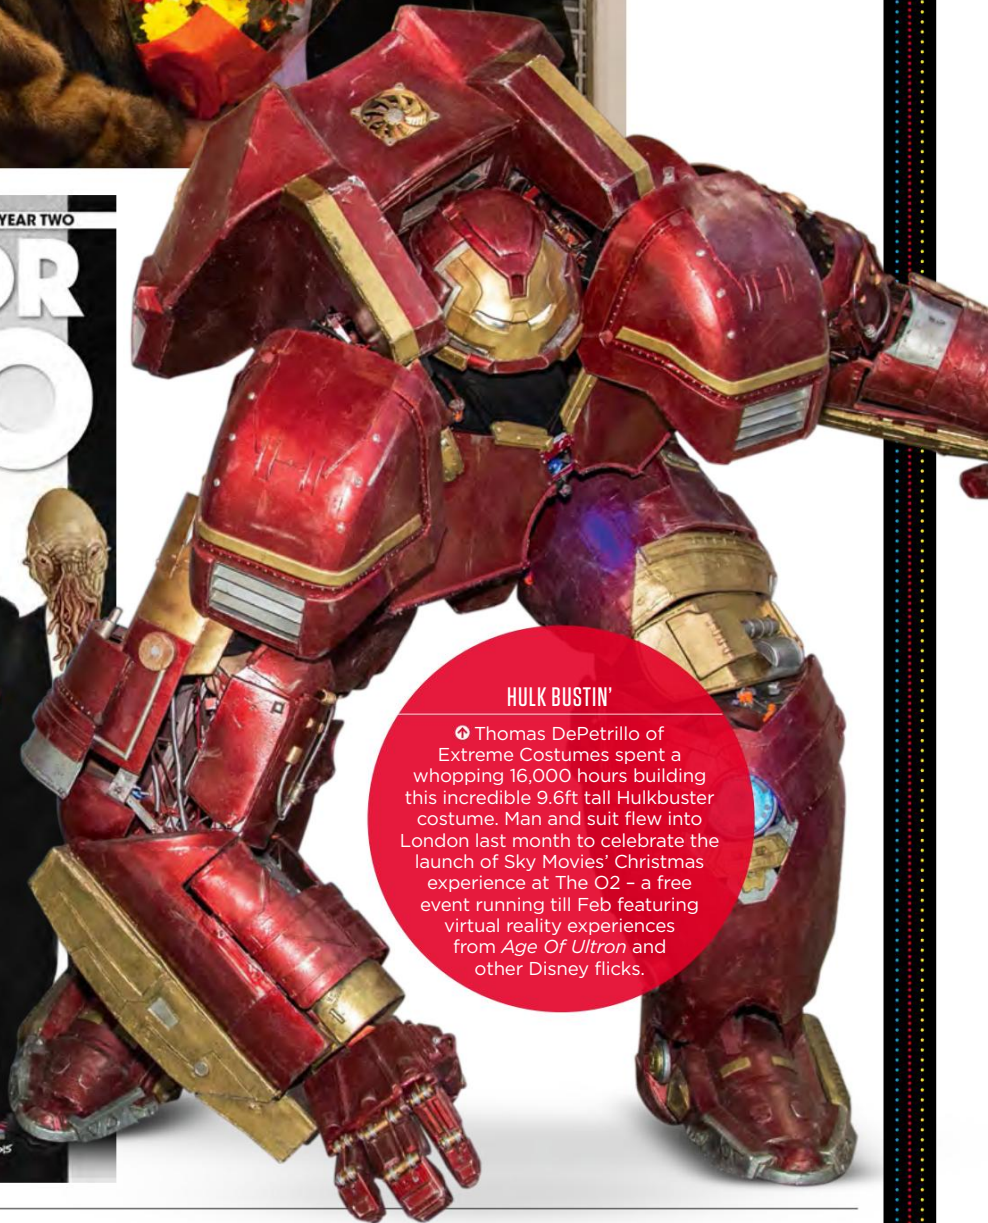 YEAR TWO
OR
O
HULK BUSTIN’
Thomas DePetrillo of
Extreme Costumes spent a
whopping 16,000 hours building
this incredible 9.6ft tall Hulkbuster
costume. Man and suit flew into
London last month to celebrate the
launch of Sky Movies’ Christmas
experience at The O2 – a free
event running till Feb featuring
virtual reality experiences
from Age Of Ultron and
other Disney flicks.